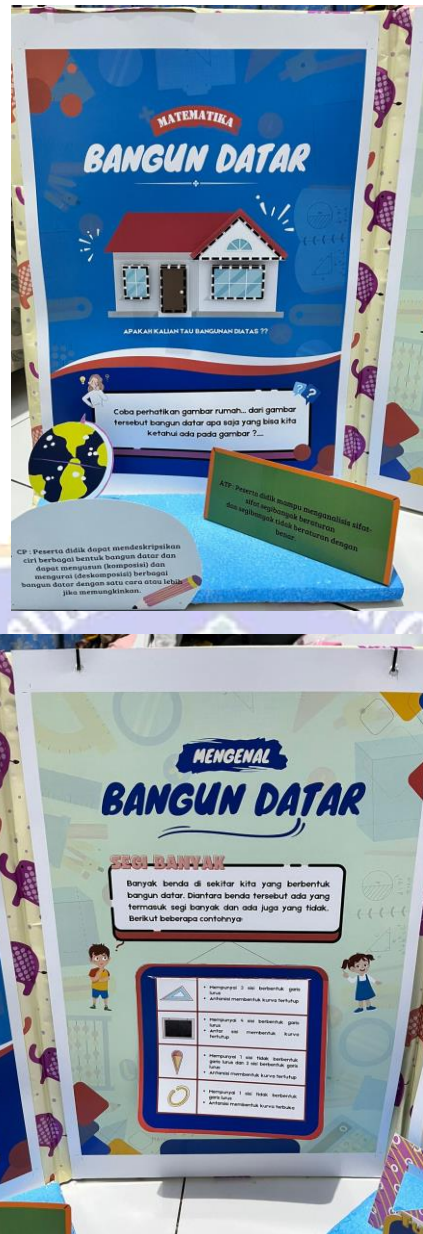 MATEMATIKA
BANGUN DATAR
APAKAH KALIAN TAU BANGUNAN DIATAS ??
Coba perhatikan gambar rumah... dari gambar
tersebut bangun datar apa saja yang bisa kita
ketahui ada pada gambar ?....
ATP : Peserta didik mampu menganalisis sifat-
sifat segibanyak beraturan
dan segibanyak tidak beraturan dengan
benar.
CP : Peserta didik dapat mendeskripsikan
ciri berbagai bentuk bangun datar dan
dapat menyusun (komposisi) dan
mengurai (deskomposisi) berbagai
bangun datar dengan satu cara atau lebih
jika memungkinkan.
MENGENAL
BANGUN DATAR
SEGI BANYAK
Banyak benda di sekitar kita yang berbentuk
bangun datar. Diantara benda tersebut ada yang
termasuk segi banyak dan ada juga yang tidak.
Berikut beberapa contohnya:
• Mempunyai 3 sisi berbentuk garis
lurus
• Antarsisi membentuk kurva tertutup
• Mempunyai 4 sisi berbentuk garis
lurus
• Antar sisi membentuk kurva
tertutup
• Mempunyai 1 sisi tidak berbentuk
garis lurus dan 2 sisi berbentuk garis
lurus
• Antarsisi membentuk kurva tertutup
• Mempunyai 1 sisi tidak berbentuk
garis lurus
• Antarsisi membentuk kurva terbuka